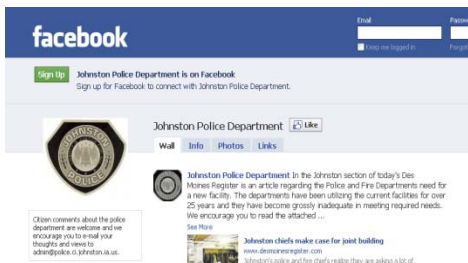 facebook
Email
Keep me logged in
Sign Up
Johnston Police Department is on Facebook
Sign up for Facebook to connect with Johnston Police Department.
JOHNSTON
POLICE
Johnston Police Department
Like
Wall Info Photos Links
Johnston Police Department In the Johnston section of today's Des
Moines Register is an article regarding the Police and Fire Departments need for
a new facility. The departments have been utilizing the current facilities for over
25 years and they have become grossly inadequate in meeting required needs.
We encourage you to read the attached ...
See More
Johnston chiefs make case for joint building
www.desmoinesregister.com
Johnston's police and fire chiefs realize they are asking a lot of
Citizen comments about the police
department are welcome and we
encourage you to e-mail your
thoughts and views to
admin@police.ci.johnston.ia.us.